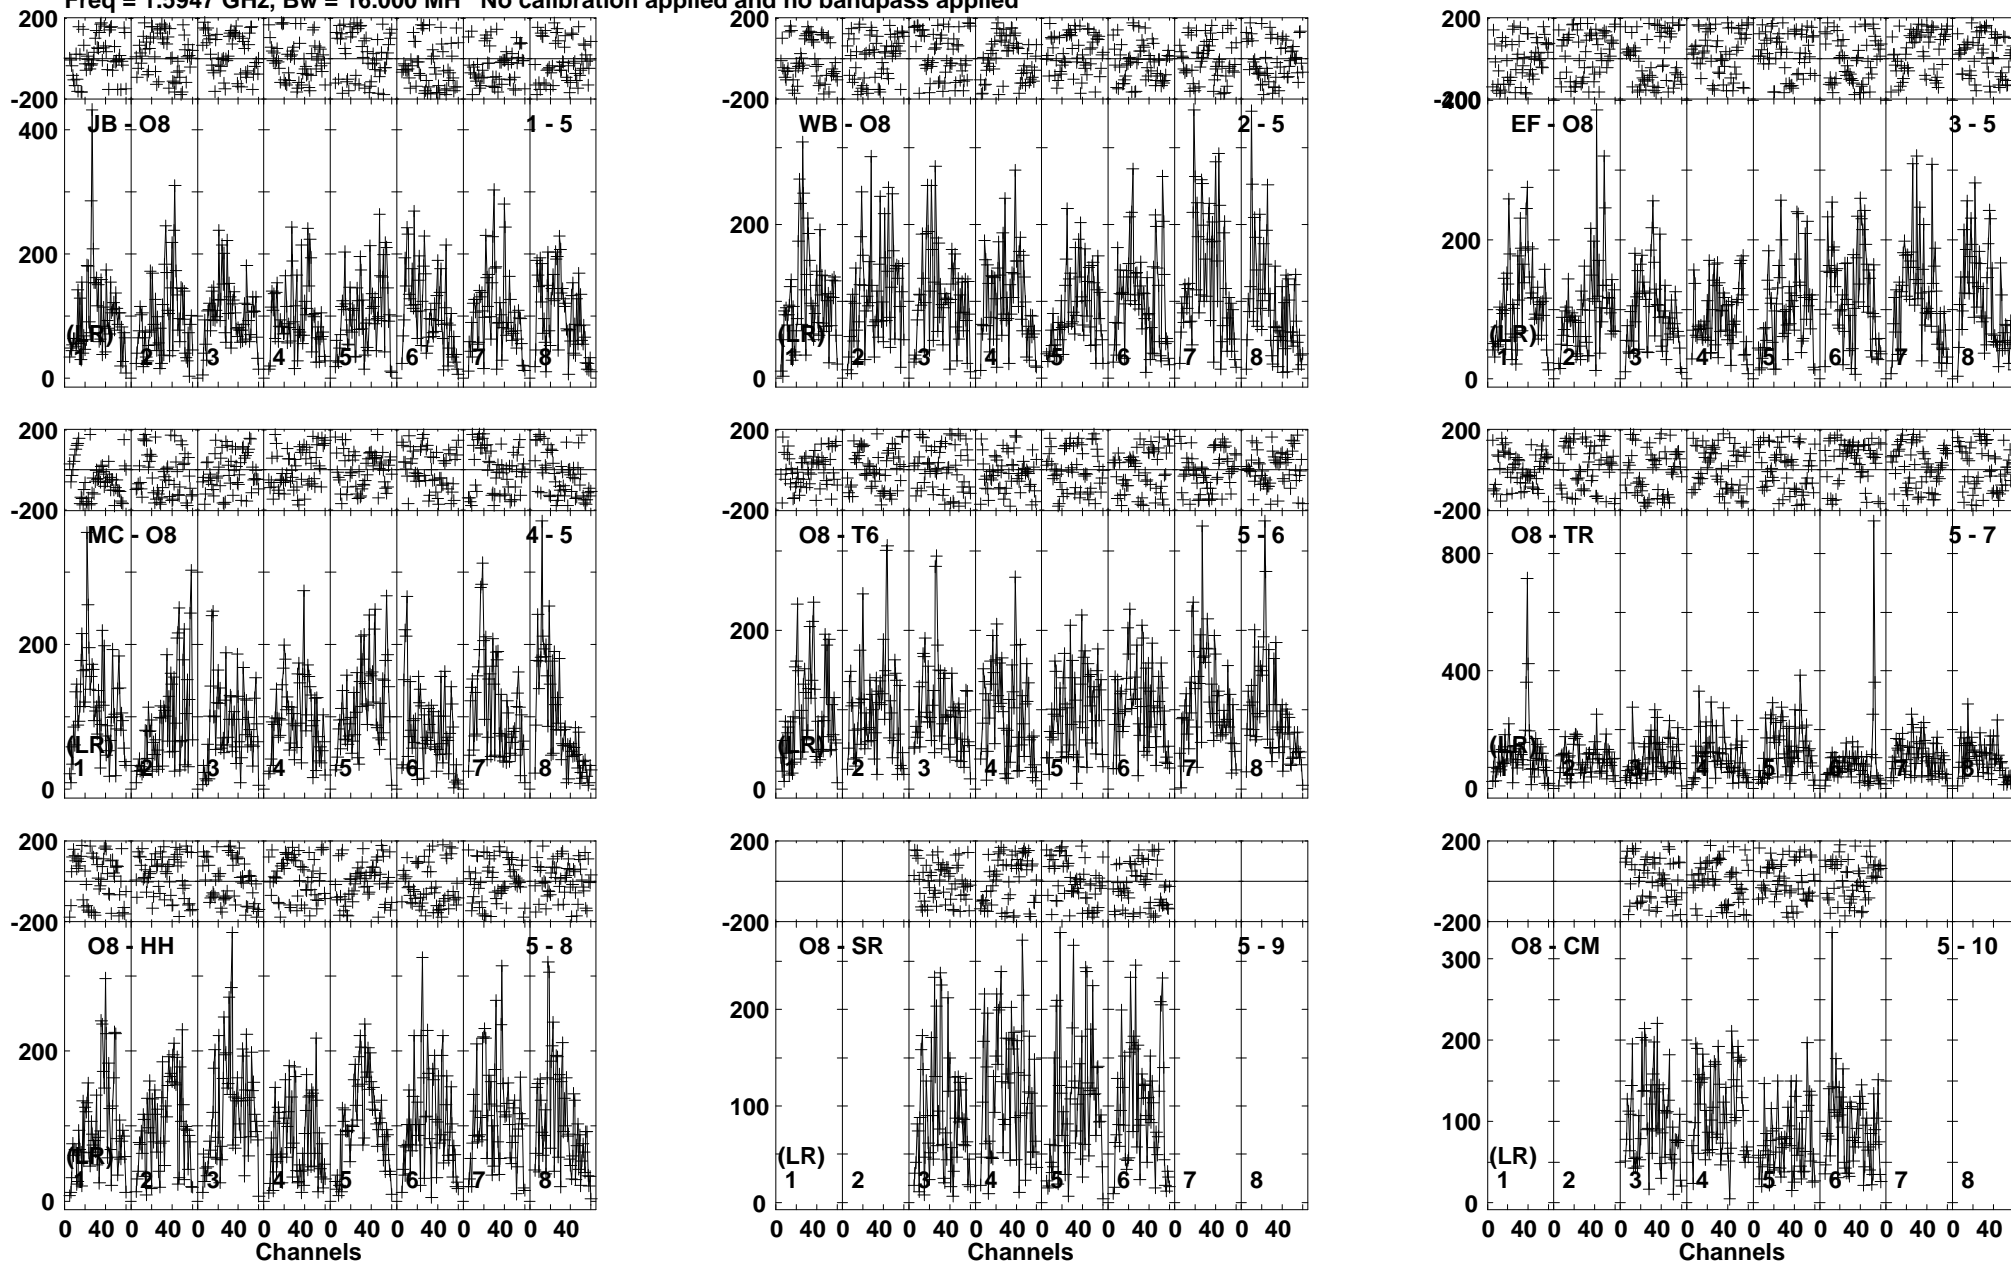 Freq = 1.5947 GHz, Bw = 16.000 MH No calibration applied and no bandpass applied
200 200 200
-200 -200 -200
JB - O8 1 - 5 WB - O8 2 - 5 EF - O8 3 - 5
400 400
200 200 200
(LR) (LR) (LR)
1 2 3 4 5 6 7 8 1 2 3 4 5 6 7 8 1 2 3 4 5 6 7 8
0 0 0
200 200 200
-200 -200 -200
MC - O8 4 - 5 O8 - T6 5 - 6 O8 - TR 5 - 7
800
200 200 400
(LR) (LR) (LR)
1 2 3 4 5 6 7 8 1 2 3 4 5 6 7 8 1 2 3 4 5 6 7 8
0 0 0
200 200 200
-200 -200 -200
O8 - HH 5 - 8 O8 - SR 5 - 9 O8 - CM 5 - 10
300
200 200 200
100 100
(LR) (LR) (LR)
1 2 3 4 5 6 7 8 1 2 3 4 5 6 7 8 1 2 3 4 5 6 7 8
0 0 0
0 40 0 40 0 40 0 40 0 40 0 40 0 40 0 40 0 40 0 40 0 40 0 40 0 40 0 40 0 40 0 40 0 40 0 40 0 40 0 40 0 40 0 40 0 40 0 40
Channels Channels Channels